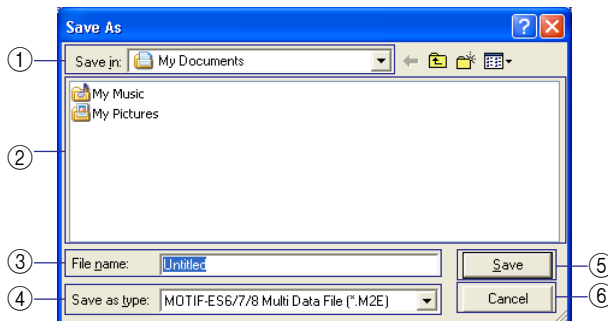 Save As
① Save in: My Documents
My Music
My Pictures
②
③ File name: Untitled Save ⑤
④ Save as type: MOTIF-ES6/7/8 Multi Data File (*.M2E) Cancel ⑥